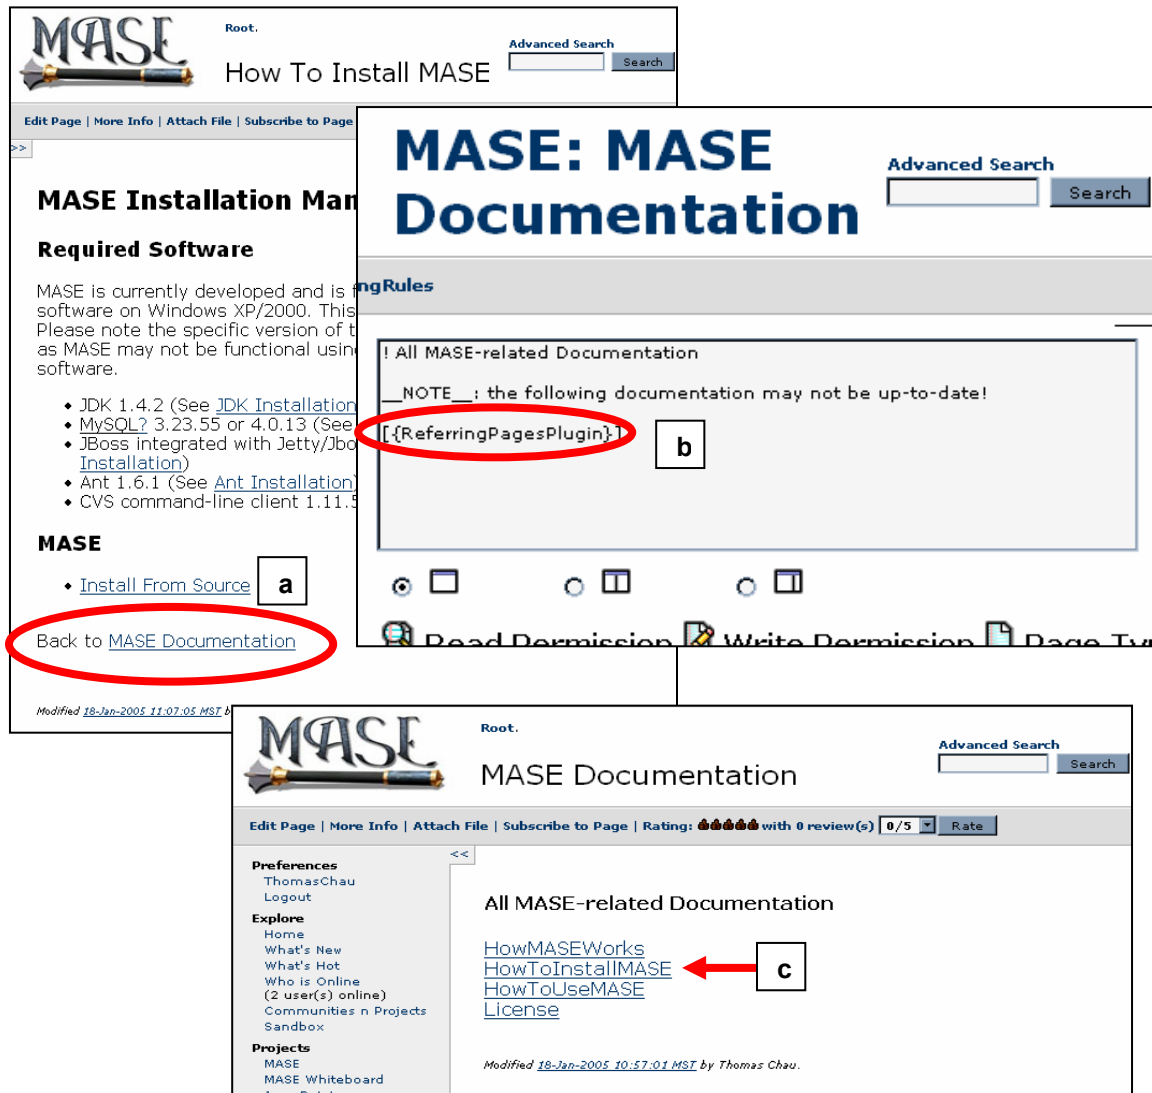 MASE
Root.
How To Install MASE
Advanced Search
Search
Edit Page | More Info | Attach File | Subscribe to Page
>>
MASE Installation Man
Required Software
MASE is currently developed and is f
software on Windows XP/2000. This
Please note the specific version of t
as MASE may not be functional usin
software.
JDK 1.4.2 (See JDK Installation
MySQL? 3.23.55 or 4.0.13 (See
JBoss integrated with Jetty/Jbo
Installation)
Ant 1.6.1 (See Ant Installation)
CVS command-line client 1.11.5
MASE
Install From Source
a
Back to MASE Documentation
Modified 18-Jan-2005 11:07:05 MST b
MASE: MASE
Documentation
Advanced Search
Search
ngRules
! All MASE-related Documentation
__NOTE__: the following documentation may not be up-to-date!
[{ReferringPagesPlugin}]
b
Read Permission Write Permission Page Ty
MASE
Root.
MASE Documentation
Advanced Search
Search
Edit Page | More Info | Attach File | Subscribe to Page | Rating: with 0 review(s) 0/5 Rate
<<
Preferences
ThomasChau
Logout
Explore
Home
What's New
What's Hot
Who is Online
(2 user(s) online)
Communities n Projects
Sandbox
Projects
MASE
MASE Whiteboard
All MASE-related Documentation
HowMASEWorks
HowToInstallMASE
c
HowToUseMASE
License
Modified 18-Jan-2005 10:57:01 MST by Thomas Chau.